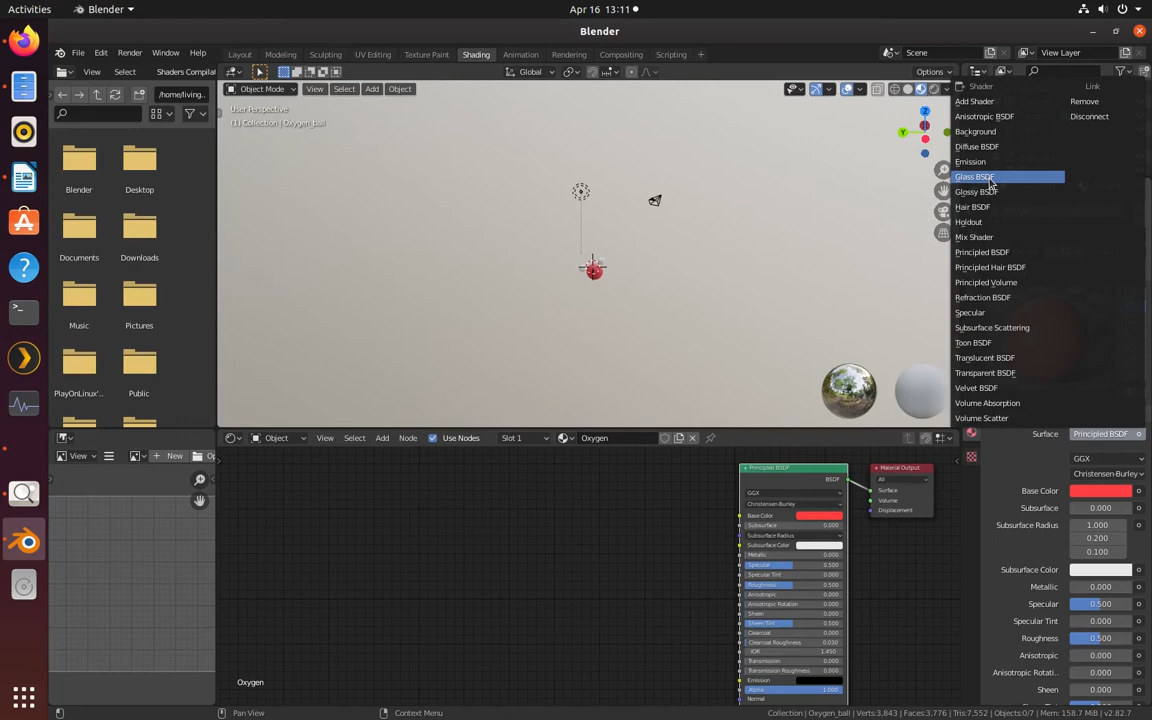 Activities
Blender
Apr 16 13:11
Blender
File Edit Render Window Help
Layout Modeling Sculpting UV Editing Texture Paint Shading Animation Rendering Compositing Scripting +
Scene
View Layer
View Select
Shaders Compilat
Global
Options
/home/living...
Object Mode
View Select Add Object
User Perspective
(1) Collection | Oxygen_ball
Z
Y
Blender
Desktop
Documents
Downloads
Music
Pictures
PlayOnLinux'..
Public
Shader
Link
Add Shader
Remove
Anisotropic BSDF
Disconnect
Background
Diffuse BSDF
Emission
Glass BSDF
Glossy BSDF
Hair BSDF
Holdout
Mix Shader
Principled BSDF
Principled Hair BSDF
Principled Volume
Refraction BSDF
Specular
Subsurface Scattering
Toon BSDF
Translucent BSDF
Transparent BSDF
Velvet BSDF
Volume Absorption
Volume Scatter
View
New
Object
View Select Add Node
Use Nodes
Slot 1
Oxygen
Principled BSDF
BSDF
GGX
Christensen-Burley
Base Color
Subsurface 0.000
Subsurface Radius
Subsurface Color
Metallic 0.000
Specular 0.500
Specular Tint 0.000
Roughness 0.500
Anisotropic 0.000
Anisotropic Rotation 0.000
Sheen 0.000
Sheen Tint 0.500
Clearcoat 0.000
Clearcoat Roughness 0.030
IOR 1.450
Transmission 0.000
Transmission Roughness 0.000
Emission
Alpha 1.000
Normal
Material Output
All
Surface
Volume
Displacement
Oxygen
Surface Principled BSDF
GGX
Christensen-Burley
Base Color
Subsurface 0.000
Subsurface Radius 1.000
0.200
0.100
Subsurface Color
Metallic 0.000
Specular 0.500
Specular Tint 0.000
Roughness 0.500
Anisotropic 0.000
Anisotropic Rotati.. 0.000
Sheen 0.000
Pan View
Context Menu
Collection | Oxygen_ball | Verts:3,843 | Faces:3,776 | Tris:7,552 | Objects:0/7 | Mem: 158.7 MiB | v2.82.7